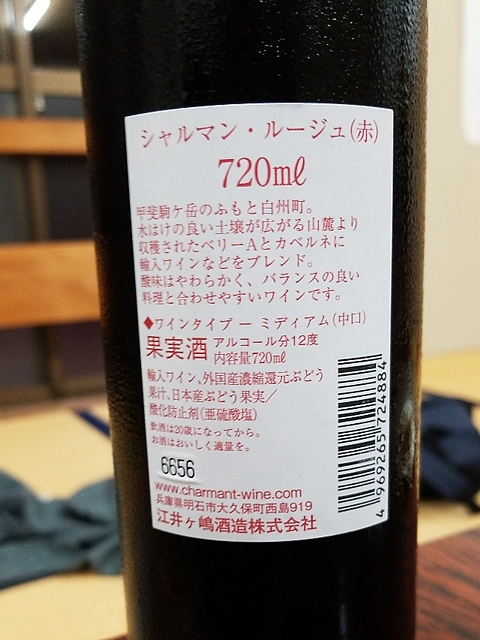 シャルマン・ルージュ(赤)
720mℓ
甲斐駒ケ岳のふもと白州町。
水はけの良い土壌が広がる山麓より
収穫されたベリーAとカベルネに
輸入ワインなどをブレンド。
酸味はやわらかく、バランスの良い
料理と合わせやすいワインです。
◆ワインタイプ ー ミディアム(中口)
果実酒 アルコール分12度
内容量720mℓ
輸入ワイン、外国産濃縮還元ぶどう
果汁、日本産ぶどう果実/
酸化防止剤(亜硫酸塩)
飲酒は20歳になってから。
お酒はおいしく適量を。
6656
www.charmant-wine.com
兵庫県明石市大久保町西島919
江井ヶ嶋酒造株式会社
4 969265 724884